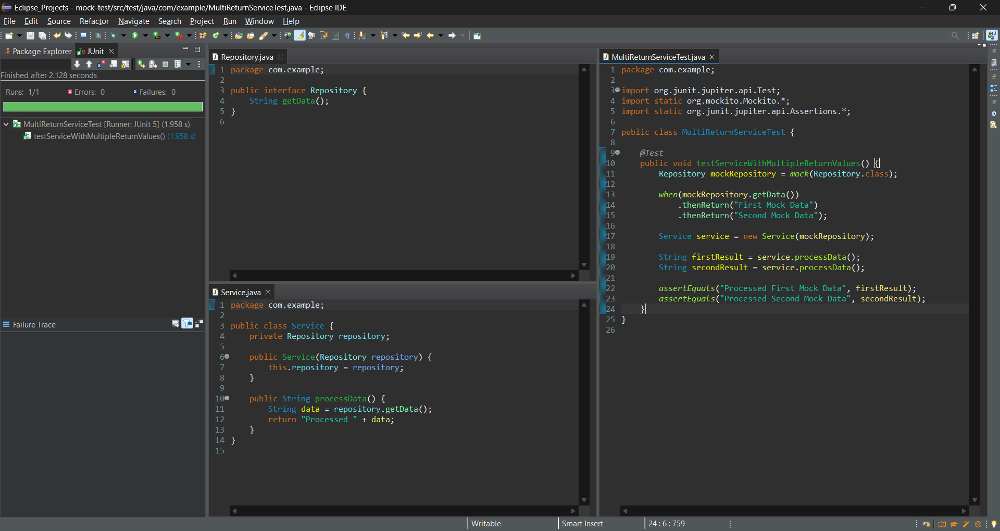 Eclipse_Projects - mock-test/src/test/java/com/example/MultiReturnServiceTest.java - Eclipse IDE
File Edit Source Refactor Navigate Search Project Run Window Help
Package Explorer JUnit
Finished after 2.128 seconds
Runs: 1/1 Errors: 0 Failures: 0
MultiReturnServiceTest [Runner: JUnit 5] (1.958 s)
testServiceWithMultipleReturnValues() (1.958 s)
Failure Trace
Repository.java
1 package com.example;
2
3 public interface Repository {
4     String getData();
5 }
6
Service.java
1 package com.example;
2
3 public class Service {
4     private Repository repository;
5
6     public Service(Repository repository) {
7         this.repository = repository;
8     }
9
10     public String processData() {
11         String data = repository.getData();
12         return "Processed " + data;
13     }
14 }
15
MultiReturnServiceTest.java
1 package com.example;
2
3 import org.junit.jupiter.api.Test;
4 import static org.mockito.Mockito.*;
5 import static org.junit.jupiter.api.Assertions.*;
6
7 public class MultiReturnServiceTest {
8
9     @Test
10     public void testServiceWithMultipleReturnValues() {
11         Repository mockRepository = mock(Repository.class);
12
13         when(mockRepository.getData())
14             .thenReturn("First Mock Data")
15             .thenReturn("Second Mock Data");
16
17         Service service = new Service(mockRepository);
18
19         String firstResult = service.processData();
20         String secondResult = service.processData();
21
22         assertEquals("Processed First Mock Data", firstResult);
23         assertEquals("Processed Second Mock Data", secondResult);
24     }
25 }
26
Writable Smart Insert 24 : 6 : 759